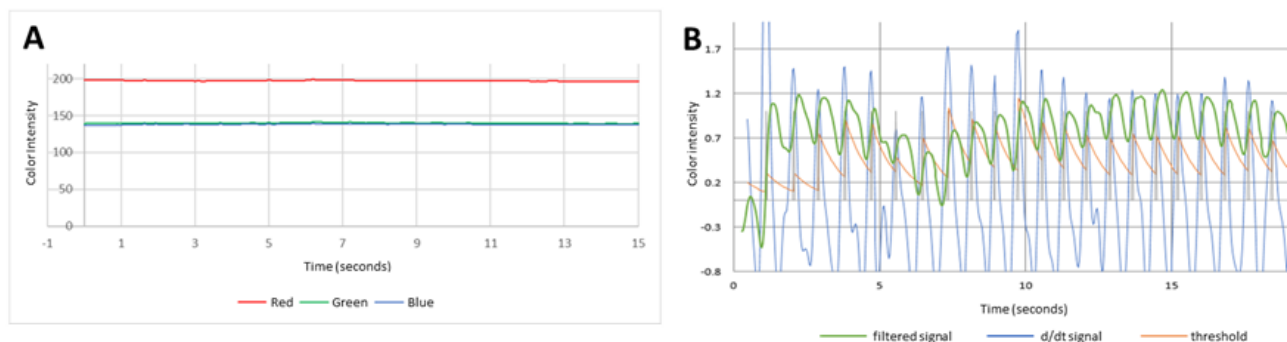 A
Color intensity
200
150
100
50
0
-1 1 3 5 7 9 11 13 15
Time (seconds)
Red Green Blue
B
Color intensity
1.7
1.2
0.7
0.2
-0.3
-0.8
0 5 10 15
Time (seconds)
filtered signal d/dt signal threshold